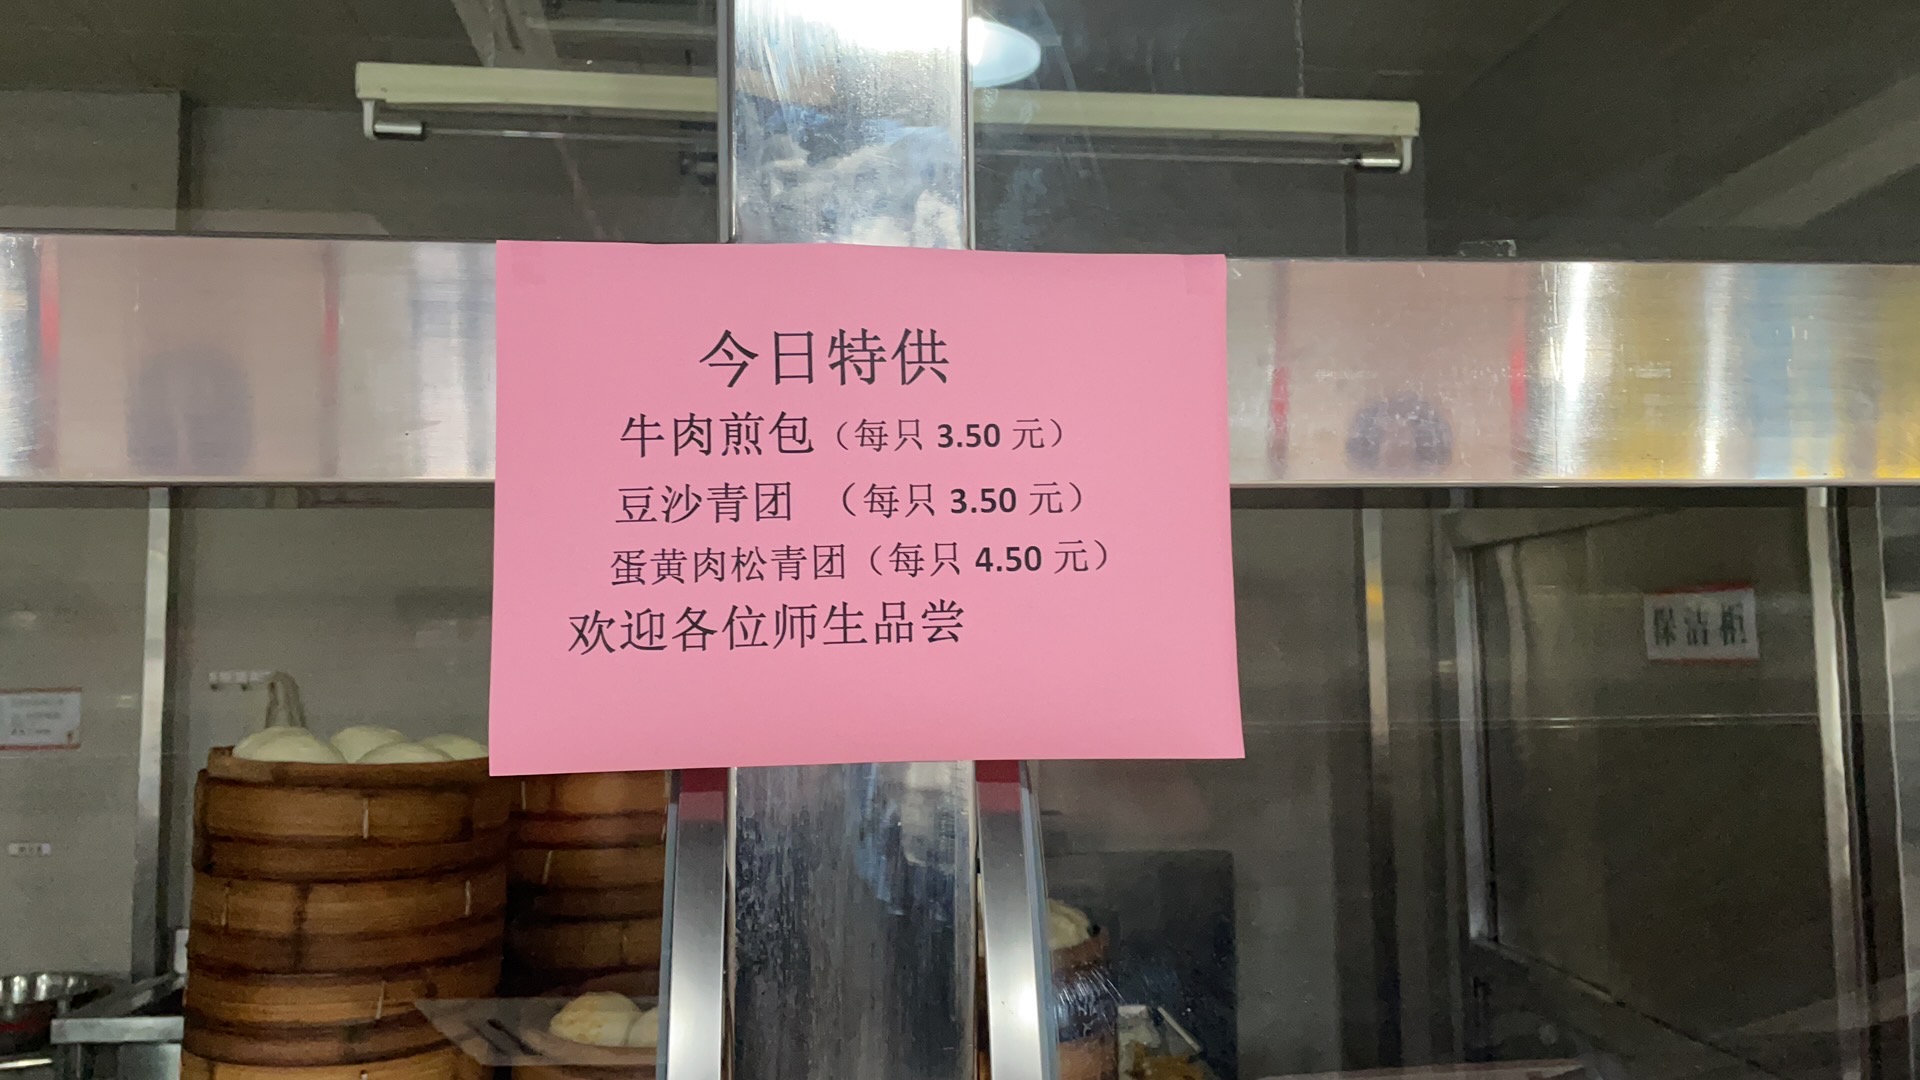 今日特供
牛肉煎包（每只 3.50 元）
豆沙青团 （每只 3.50 元）
蛋黄肉松青团（每只 4.50 元）
欢迎各位师生品尝
保洁柜